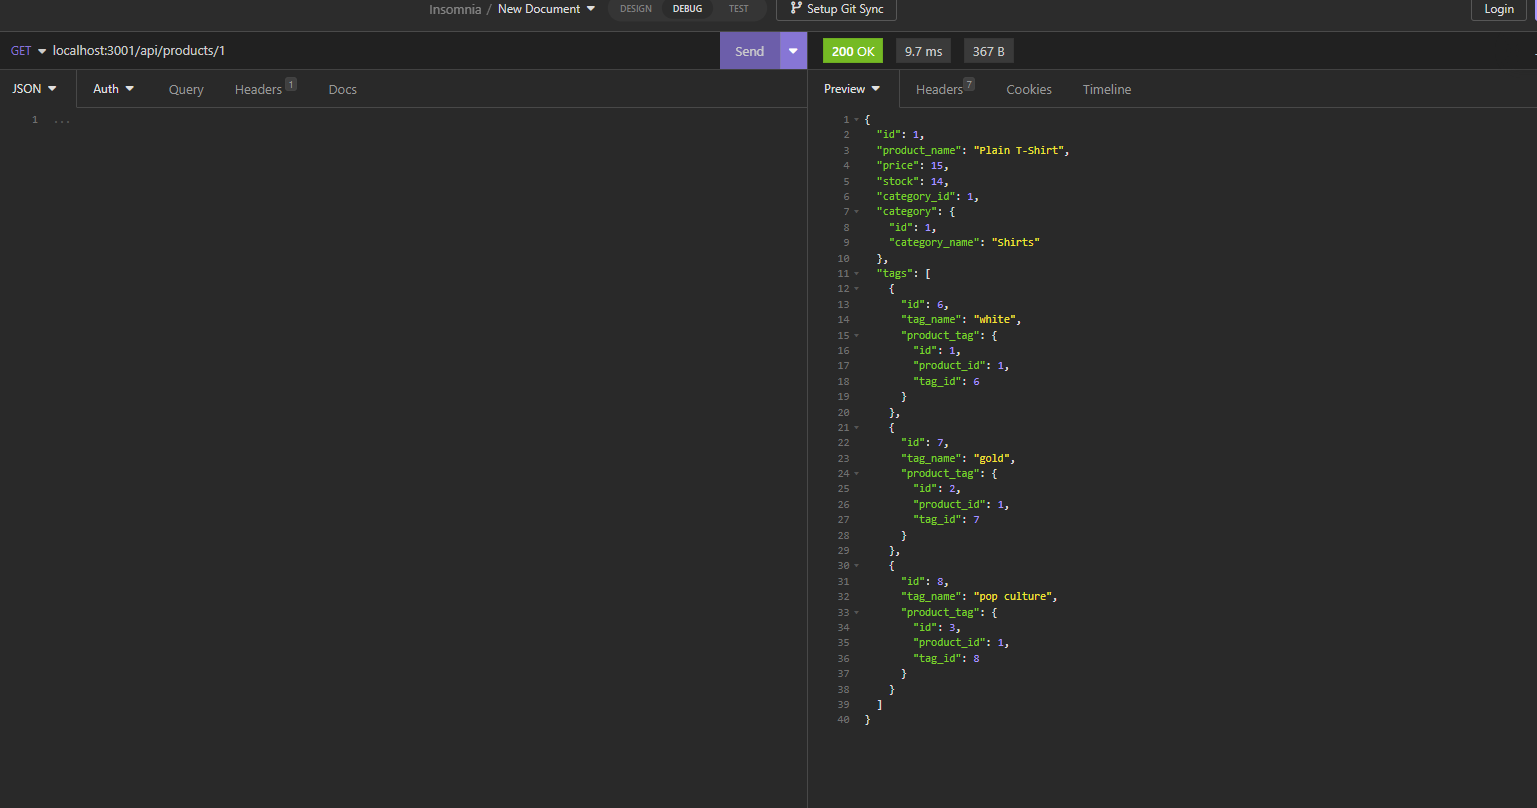 Insomnia / New Document DESIGN DEBUG TEST Setup Git Sync Login
GET localhost:3001/api/products/1 Send 200 OK 9.7 ms 367 B
JSON Auth Query Headers 1 Docs Preview Headers 7 Cookies Timeline
1 ...
1 {
2 "id": 1,
3 "product_name": "Plain T-Shirt",
4 "price": 15,
5 "stock": 14,
6 "category_id": 1,
7 "category": {
8 "id": 1,
9 "category_name": "Shirts"
10 },
11 "tags": [
12 {
13 "id": 6,
14 "tag_name": "white",
15 "product_tag": {
16 "id": 1,
17 "product_id": 1,
18 "tag_id": 6
19 }
20 },
21 {
22 "id": 7,
23 "tag_name": "gold",
24 "product_tag": {
25 "id": 2,
26 "product_id": 1,
27 "tag_id": 7
28 }
29 },
30 {
31 "id": 8,
32 "tag_name": "pop culture",
33 "product_tag": {
34 "id": 3,
35 "product_id": 1,
36 "tag_id": 8
37 }
38 }
39 ]
40 }